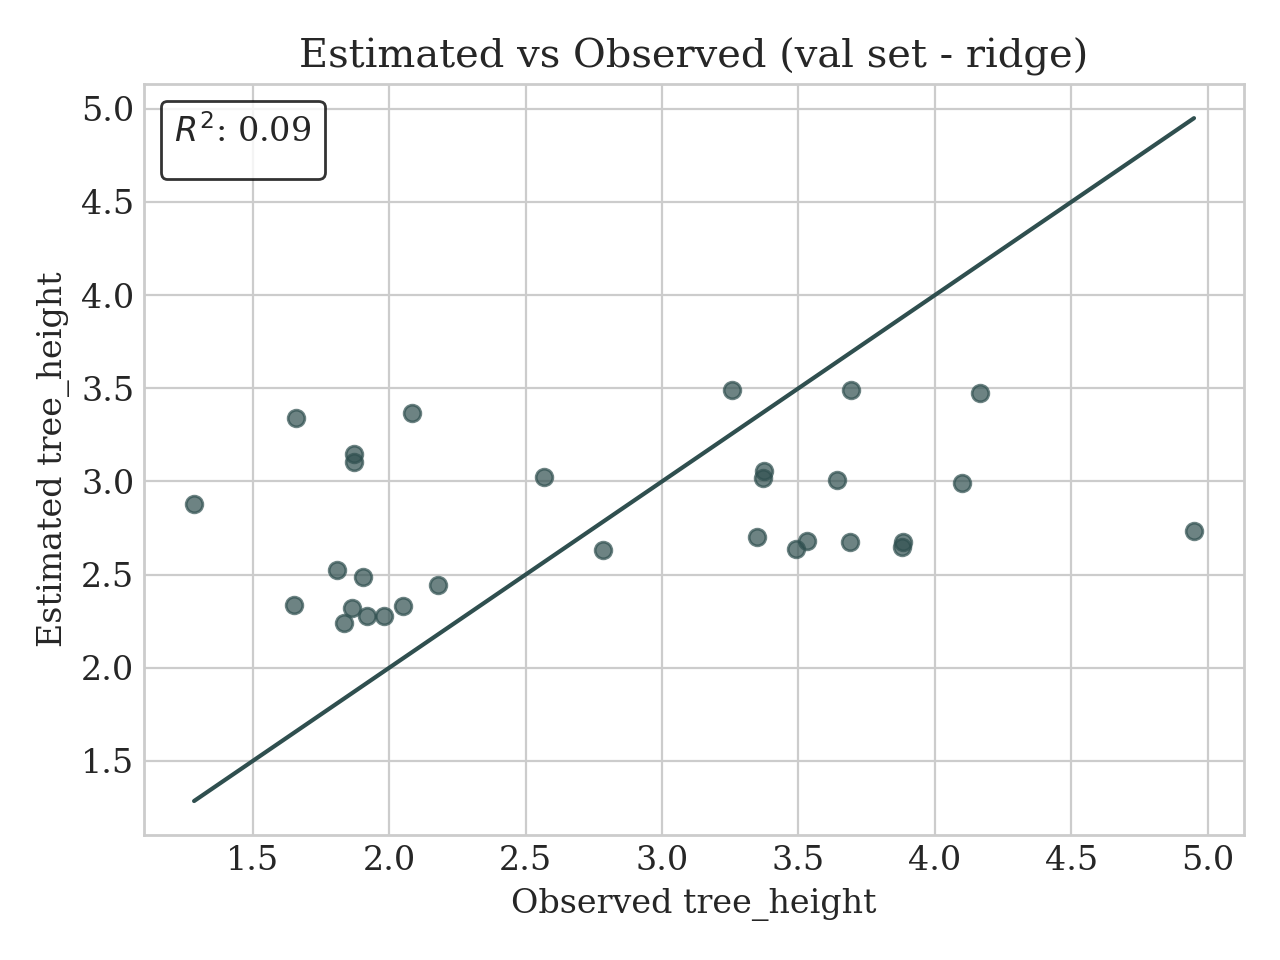 Estimated vs Observed (val set - ridge)
R²: 0.09
5.0
4.5
4.0
3.5
3.0
2.5
2.0
1.5
Estimated tree_height
1.5 2.0 2.5 3.0 3.5 4.0 4.5 5.0
Observed tree_height